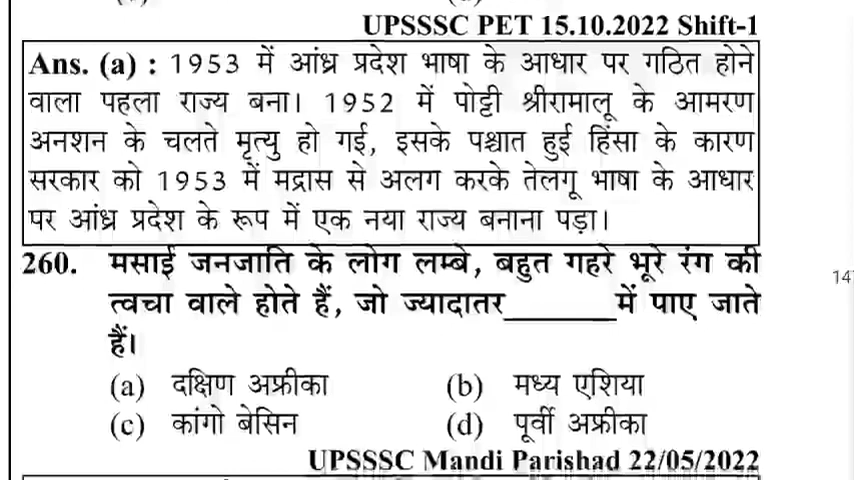 UPSSSC PET 15.10.2022 Shift-1
Ans. (a) : 1953 में आंध्र प्रदेश भाषा के आधार पर गठित होने
वाला पहला राज्य बना। 1952 में पोट्टी श्रीरामालू के आमरण
अनशन के चलते मृत्यु हो गई, इसके पश्चात हुई हिंसा के कारण
सरकार को 1953 में मद्रास से अलग करके तेलगू भाषा के आधार
पर आंध्र प्रदेश के रूप में एक नया राज्य बनाना पड़ा।
260. मसाई जनजाति के लोग लम्बे, बहुत गहरे भूरे रंग की
त्वचा वाले होते हैं, जो ज्यादातर_______में पाए जाते
हैं।
(a) दक्षिण अफ्रीका (b) मध्य एशिया
(c) कांगो बेसिन (d) पूर्वी अफ्रीका
UPSSSC Mandi Parishad 22/05/2022